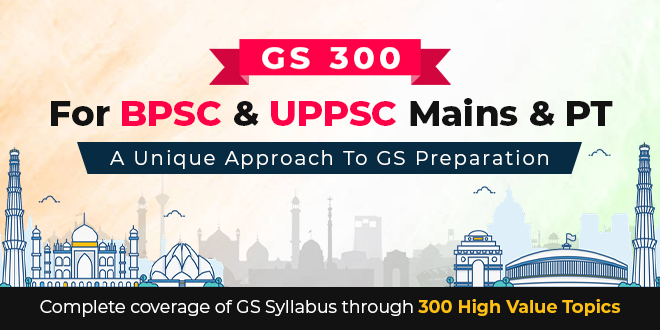 GS 300
For BPSC & UPPSC Mains & PT
A Unique Approach To GS Preparation
Complete coverage of GS Syllabus through 300 High Value Topics